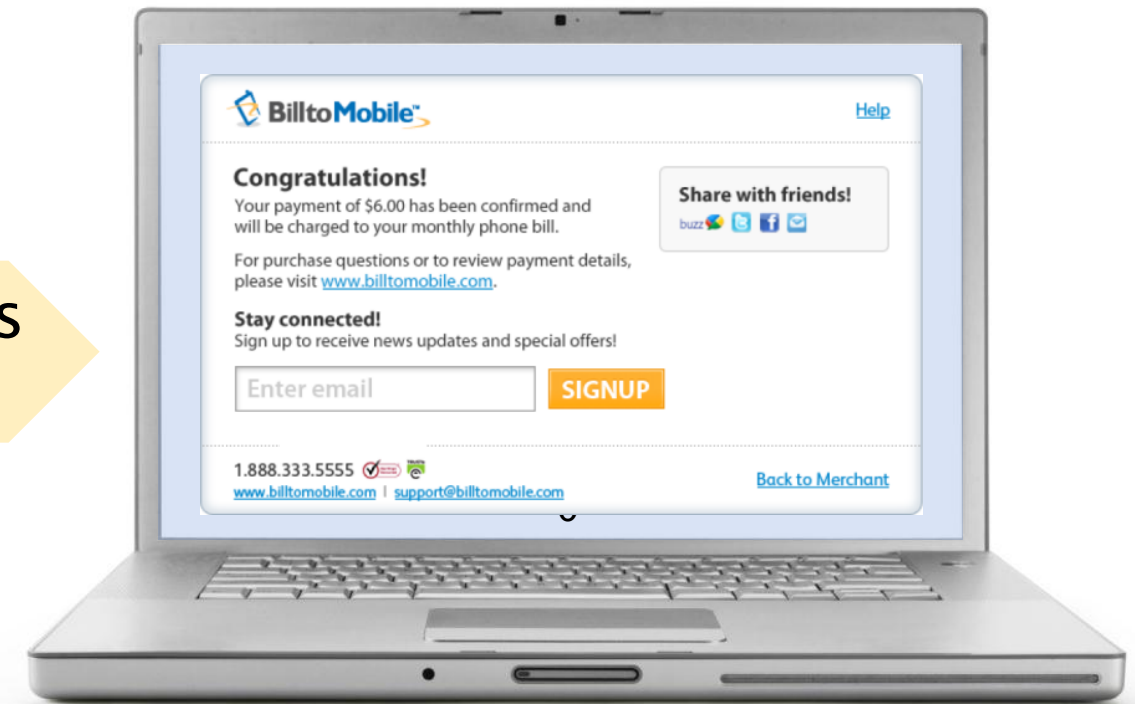 BilltoMobile™
Help
Congratulations!
Your payment of $6.00 has been confirmed and
will be charged to your monthly phone bill.
Share with friends!
buzz
For purchase questions or to review payment details,
please visit www.billtomobile.com.
Stay connected!
Sign up to receive news updates and special offers!
Enter email
SIGNUP
1.888.333.5555
www.billtomobile.com | support@billtomobile.com
Back to Merchant
s